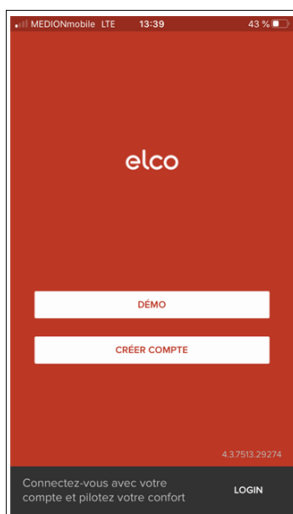 MEDIONmobile LTE 13:39 43 %
elco
DÉMO
CRÉER COMPTE
4.3.7513.29274
Connectez-vous avec votre
compte et pilotez votre confort
LOGIN